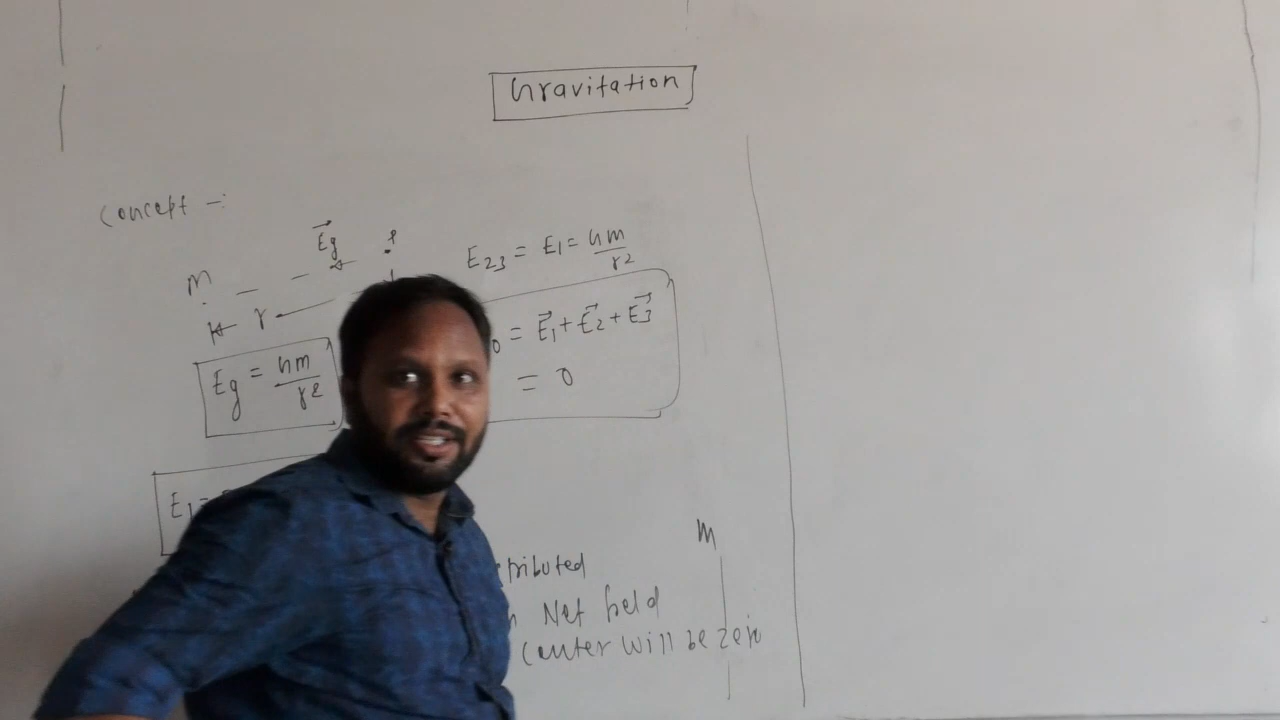 Gravitation
Concept -:
Eg P
m
r
E23 = E1 = Gm/r2
Eg = Gm/r2
0 = E1 + E2 + E3
= 0
E1 =
m
tributed
Net field
center will be zero